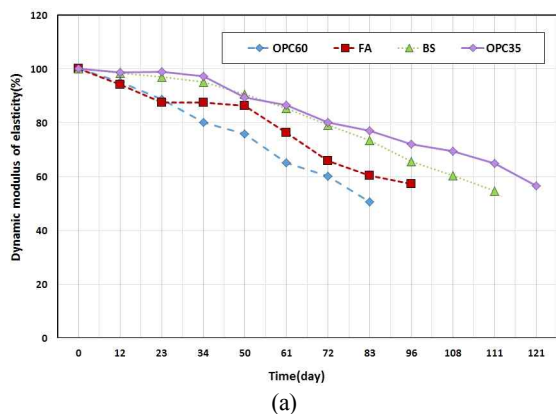 OPC60 FA BS OPC35
Dynamic modulus of elasticity(%)
120
100
80
60
40
20
0
0 12 23 34 50 61 72 83 96 108 111 121
Time(day)
(a)